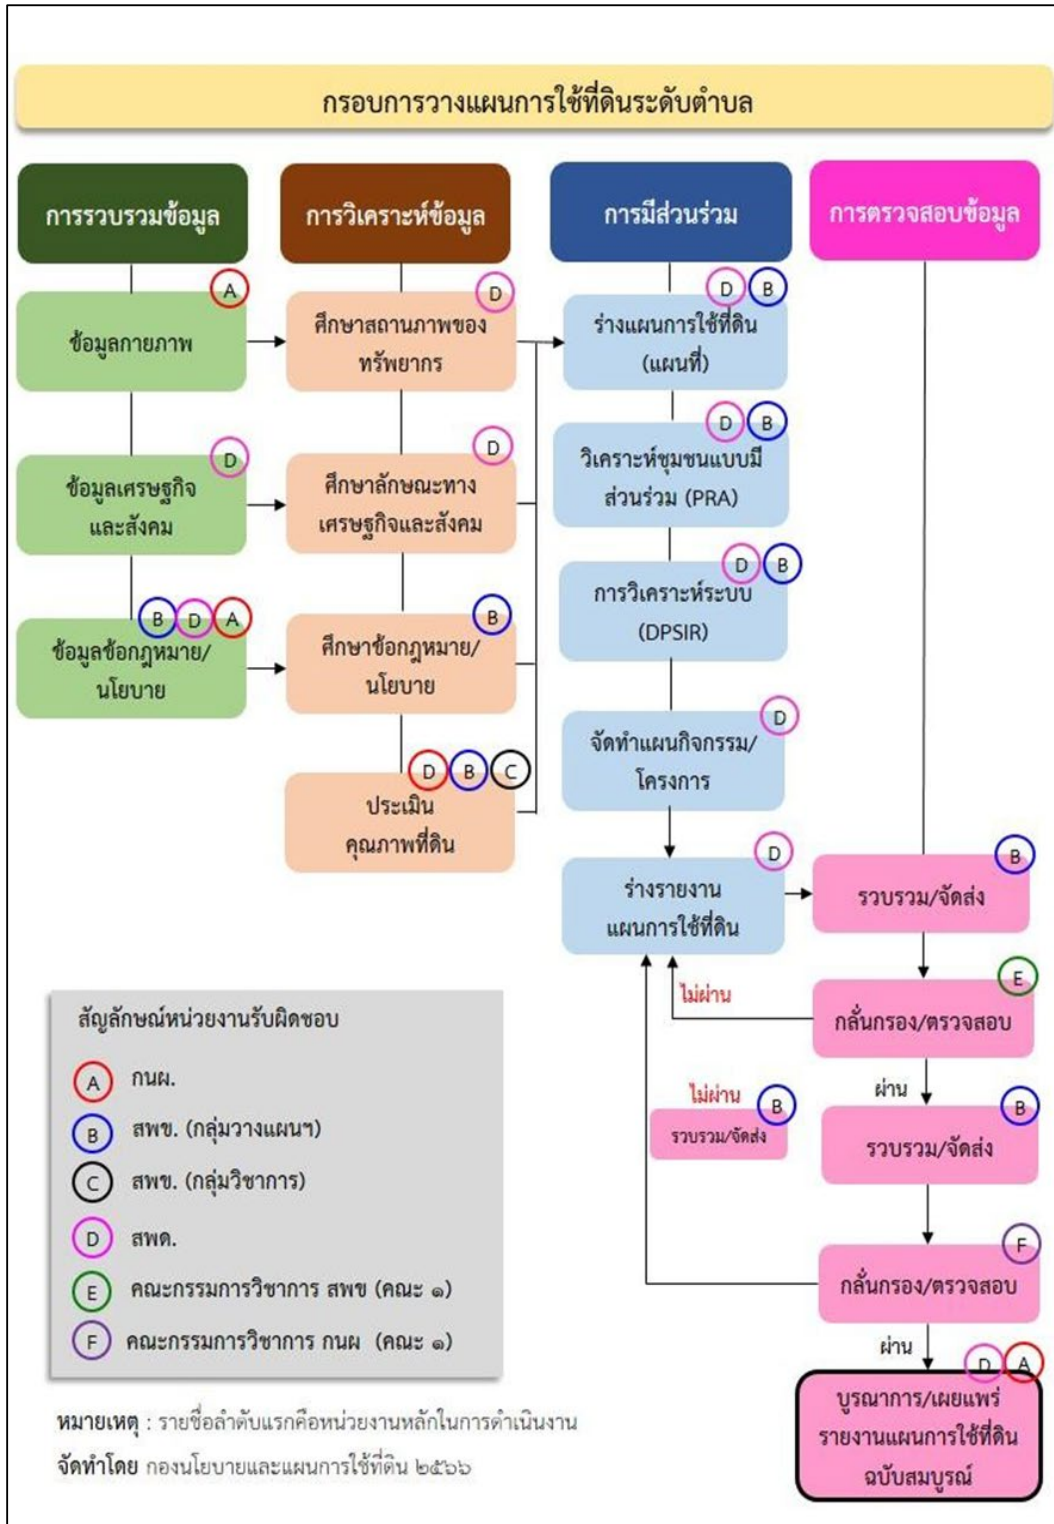 กรอบการวางแผนการใช้ที่ดินระดับตำบล
การรวบรวมข้อมูล
A
ข้อมูลกายภาพ
D
ข้อมูลเศรษฐกิจ
และสังคม
B D A
ข้อมูลข้อกฎหมาย/
นโยบาย
การวิเคราะห์ข้อมูล
D
ศึกษาสถานภาพของ
ทรัพยากร
D
ศึกษาลักษณะทาง
เศรษฐกิจและสังคม
B
ศึกษาข้อกฎหมาย/
นโยบาย
D B C
ประเมิน
คุณภาพที่ดิน
การมีส่วนร่วม
D B
ร่างแผนการใช้ที่ดิน
(แผนที่)
D B
วิเคราะห์ชุมชนแบบมี
ส่วนร่วม (PRA)
D B
การวิเคราะห์ระบบ
(DPSIR)
D
จัดทำแผนกิจกรรม/
โครงการ
D
ร่างรายงาน
แผนการใช้ที่ดิน
การตรวจสอบข้อมูล
B
รวบรวม/จัดส่ง
E
กลั่นกรอง/ตรวจสอบ
ไม่ผ่าน
ผ่าน
B
รวบรวม/จัดส่ง
ไม่ผ่าน
B
รวบรวม/จัดส่ง
F
กลั่นกรอง/ตรวจสอบ
ผ่าน
D A
บูรณาการ/เผยแพร่
รายงานแผนการใช้ที่ดิน
ฉบับสมบูรณ์
สัญลักษณ์หน่วยงานรับผิดชอบ
A กนผ.
B สพข. (กลุ่มวางแผนฯ)
C สพข. (กลุ่มวิชาการ)
D สพด.
E คณะกรรมการวิชาการ สพข (คณะ ๑)
F คณะกรรมการวิชาการ กนผ (คณะ ๑)
หมายเหตุ : รายชื่อลำดับแรกคือหน่วยงานหลักในการดำเนินงาน
จัดทำโดย กองนโยบายและแผนการใช้ที่ดิน ๒๕๖๖